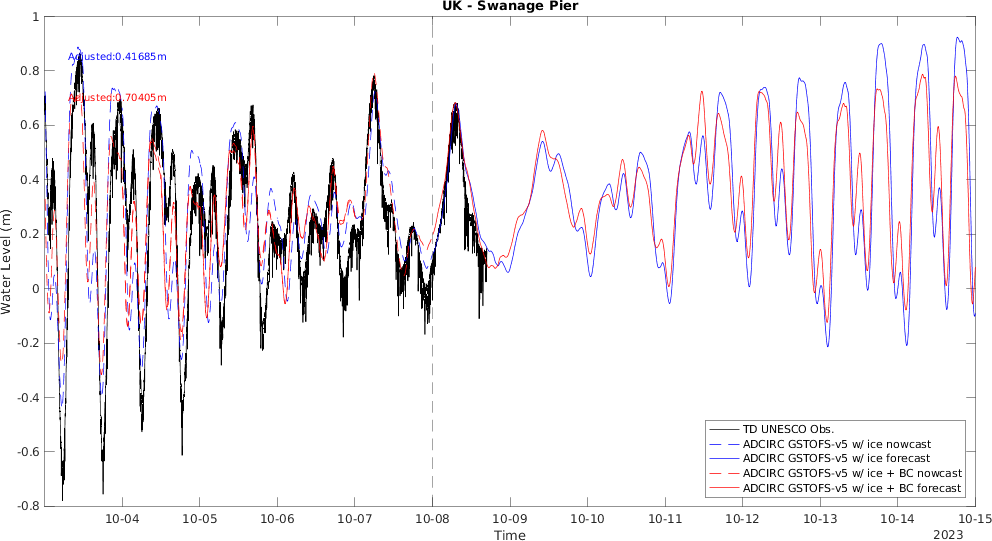 UK - Swanage Pier
Water Level (m)
1
0.8
0.6
0.4
0.2
0
-0.2
-0.4
-0.6
-0.8
Adjusted:0.41685m
Adjusted:0.70405m
TD UNESCO Obs.
ADCIRC GSTOFS-v5 w/ ice nowcast
ADCIRC GSTOFS-v5 w/ ice forecast
ADCIRC GSTOFS-v5 w/ ice + BC nowcast
ADCIRC GSTOFS-v5 w/ ice + BC forecast
10-04 10-05 10-06 10-07 10-08 10-09 10-10 10-11 10-12 10-13 10-14 10-15
Time
2023